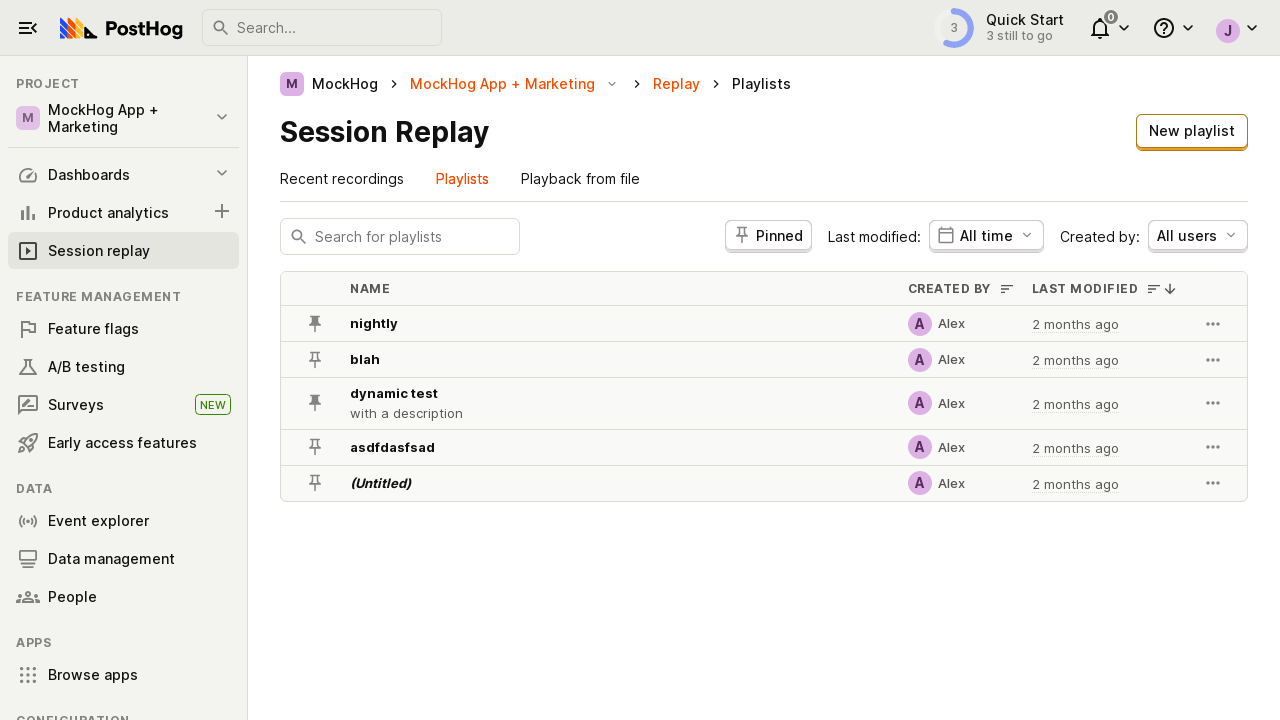 PostHog
Search...
3
Quick Start
3 still to go
0
J
PROJECT
M
MockHog App +
Marketing
Dashboards
Product analytics
Session replay
FEATURE MANAGEMENT
Feature flags
A/B testing
Surveys
NEW
Early access features
DATA
Event explorer
Data management
People
APPS
Browse apps
CONFIGURATION
M MockHog MockHog App + Marketing Replay Playlists
Session Replay
New playlist
Recent recordings Playlists Playback from file
Search for playlists Pinned Last modified: All time Created by: All users
NAME CREATED BY LAST MODIFIED
nightly A Alex 2 months ago
blah A Alex 2 months ago
dynamic test
with a description
A Alex 2 months ago
asdfdasfsad A Alex 2 months ago
(Untitled) A Alex 2 months ago